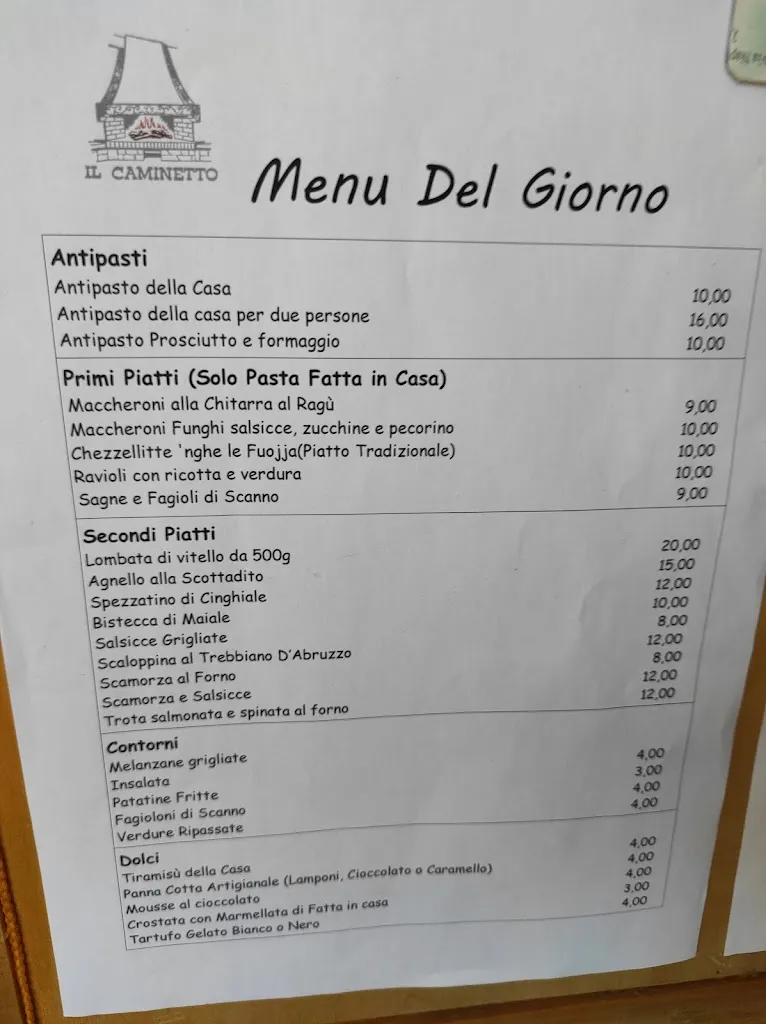 IL CAMINETTO
Menu Del Giorno
Antipasti
Antipasto della Casa 10,00
Antipasto della casa per due persone 16,00
Antipasto Prosciutto e formaggio 10,00
Primi Piatti (Solo Pasta Fatta in Casa)
Maccheroni alla Chitarra al Ragù 9,00
Maccheroni Funghi salsicce, zucchine e pecorino 10,00
Chezzellitte 'nghe le Fuojja(Piatto Tradizionale) 10,00
Ravioli con ricotta e verdura 10,00
Sagne e Fagioli di Scanno 9,00
Secondi Piatti
Lombata di vitello da 500g 20,00
Agnello alla Scottadito 15,00
Spezzatino di Cinghiale 12,00
Bistecca di Maiale 10,00
Salsicce Grigliate 8,00
Scaloppina al Trebbiano D'Abruzzo 12,00
Scamorza al Forno 8,00
Scamorza e Salsicce 12,00
Trota salmonata e spinata al forno 12,00
Contorni
Melanzane grigliate 4,00
Insalata 3,00
Patatine Fritte 4,00
Fagioloni di Scanno 4,00
Verdure Ripassate
Dolci
Tiramisù della Casa 4,00
Panna Cotta Artigianale (Lamponi, Cioccolato o Caramello) 4,00
Mousse al cioccolato 4,00
Crostata con Marmellata di Fatta in casa 3,00
Tartufo Gelato Bianco o Nero 4,00